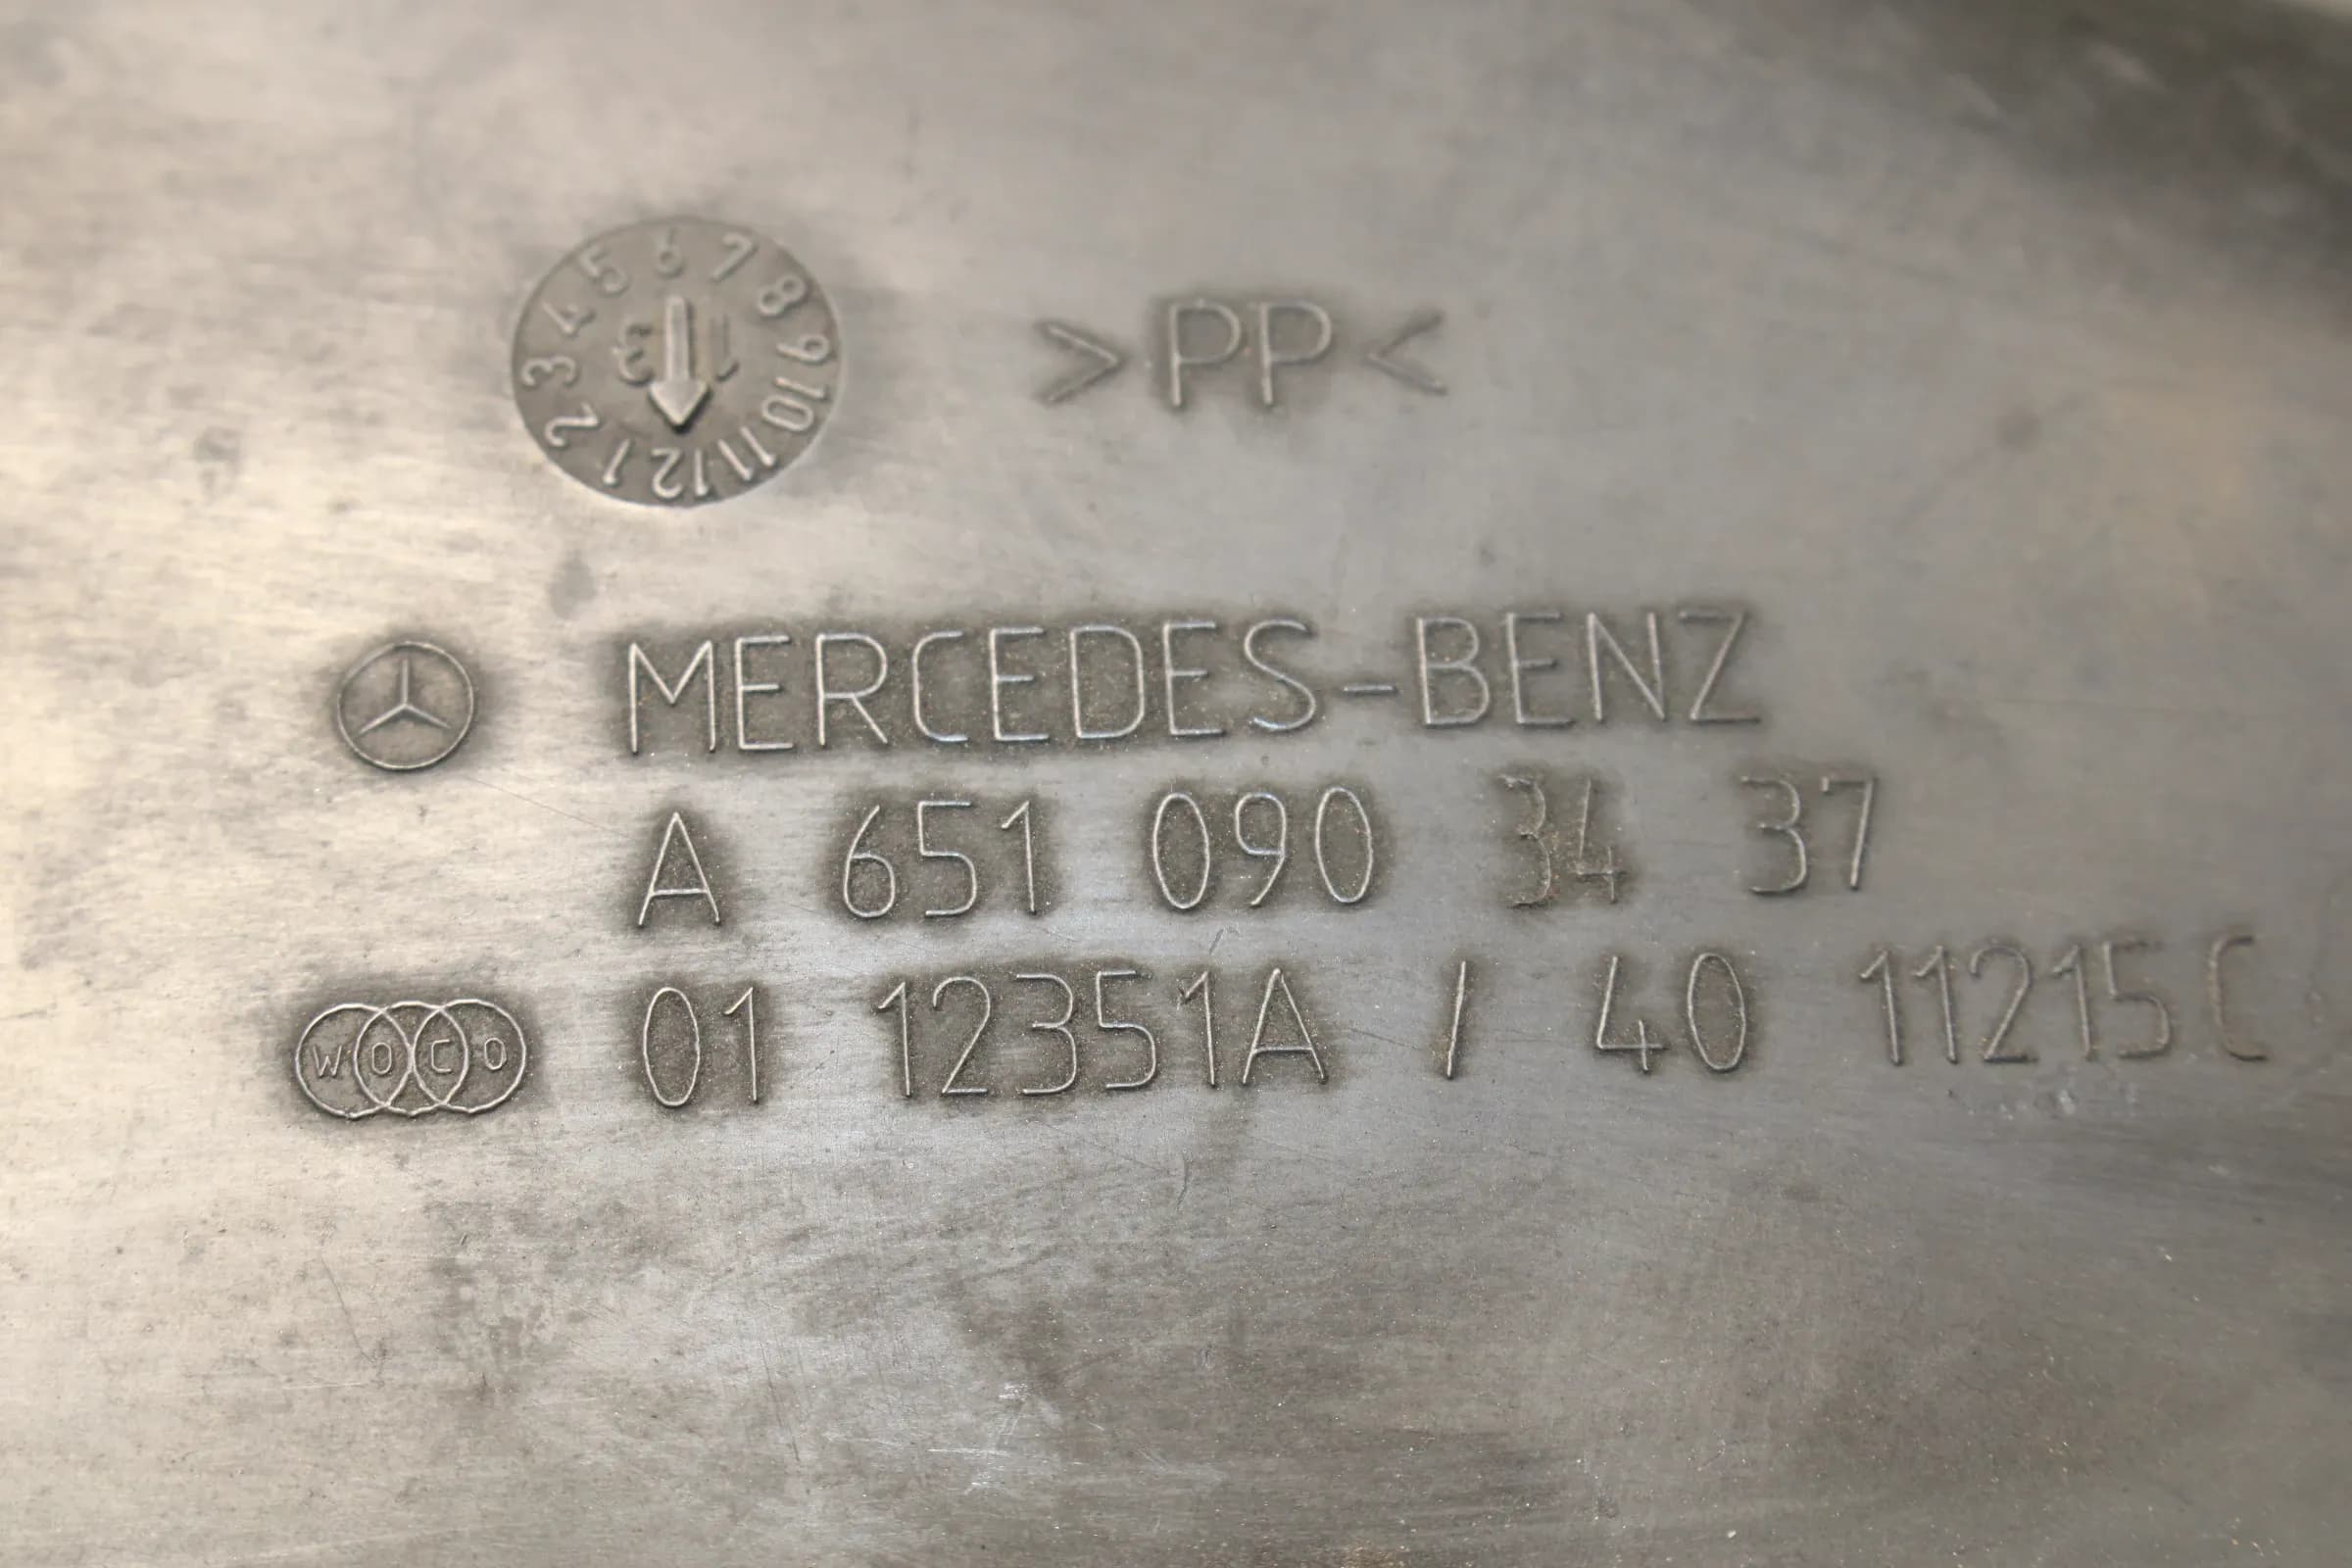 1 2 3 4 5 6 7 8 9 10 11 12
13
>PP<
MERCEDES-BENZ
A 651 090 34 37
WOCO 01 12351A / 40 11215C